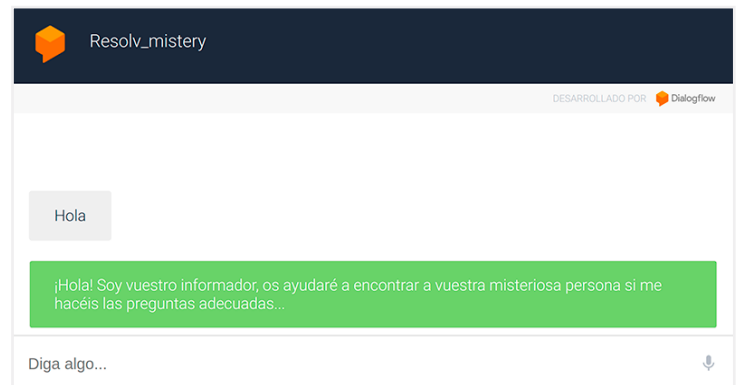 Resolv_mistery
DESARROLLADO POR Dialogflow
Hola
¡Hola! Soy vuestro informador, os ayudaré a encontrar a vuestra misteriosa persona si me
hacéis las preguntas adecuadas...
Diga algo...